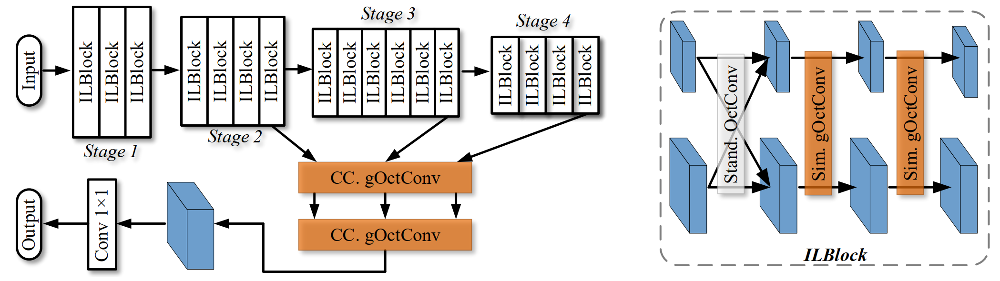 Input
ILBlock
ILBlock
ILBlock
Stage 1
ILBlock
ILBlock
ILBlock
ILBlock
Stage 2
Stage 3
ILBlock
ILBlock
ILBlock
ILBlock
ILBlock
ILBlock
Stage 4
ILBlock
ILBlock
ILBlock
ILBlock
CC. gOctConv
CC. gOctConv
Conv 1×1
Output
Stand. OctConv
Sim. gOctConv
Sim. gOctConv
ILBlock